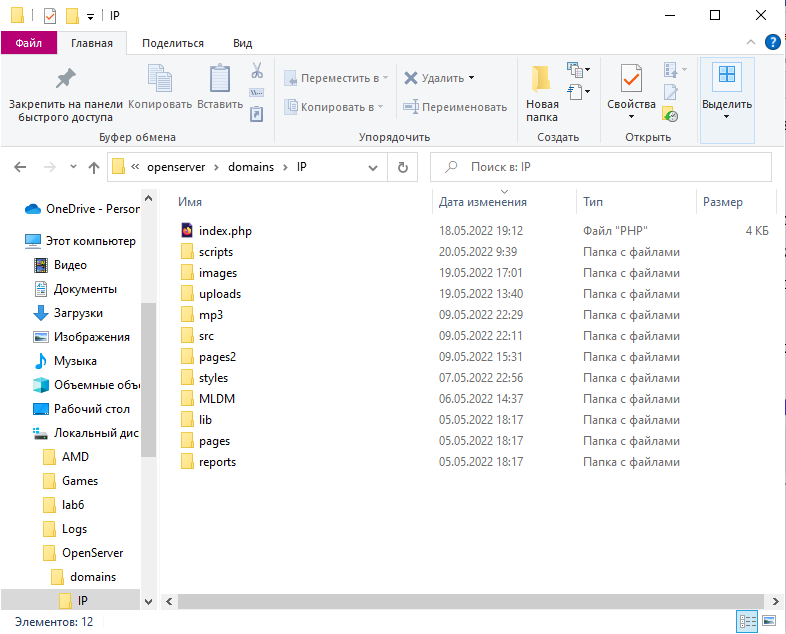 IP
Файл Главная Поделиться Вид
Закрепить на панели быстрого доступа
Копировать
Вставить
Переместить в
Копировать в
Удалить
Переименовать
Новая папка
Свойства
Выделить
Буфер обмена Упорядочить Создать Открыть
« openserver › domains › IP
Поиск в: IP
Имя Дата изменения Тип Размер
index.php 18.05.2022 19:12 Файл "PHP" 4 КБ
scripts 20.05.2022 9:39 Папка с файлами
images 19.05.2022 17:01 Папка с файлами
uploads 19.05.2022 13:40 Папка с файлами
mp3 09.05.2022 22:29 Папка с файлами
src 09.05.2022 22:11 Папка с файлами
pages2 09.05.2022 15:31 Папка с файлами
styles 07.05.2022 22:56 Папка с файлами
MLDM 06.05.2022 14:37 Папка с файлами
lib 05.05.2022 18:17 Папка с файлами
pages 05.05.2022 18:17 Папка с файлами
reports 05.05.2022 18:17 Папка с файлами
OneDrive - Person
Этот компьютер
Видео
Документы
Загрузки
Изображения
Музыка
Объемные объ
Рабочий стол
Локальный дис
AMD
Games
lab6
Logs
OpenServer
domains
IP
Элементов: 12